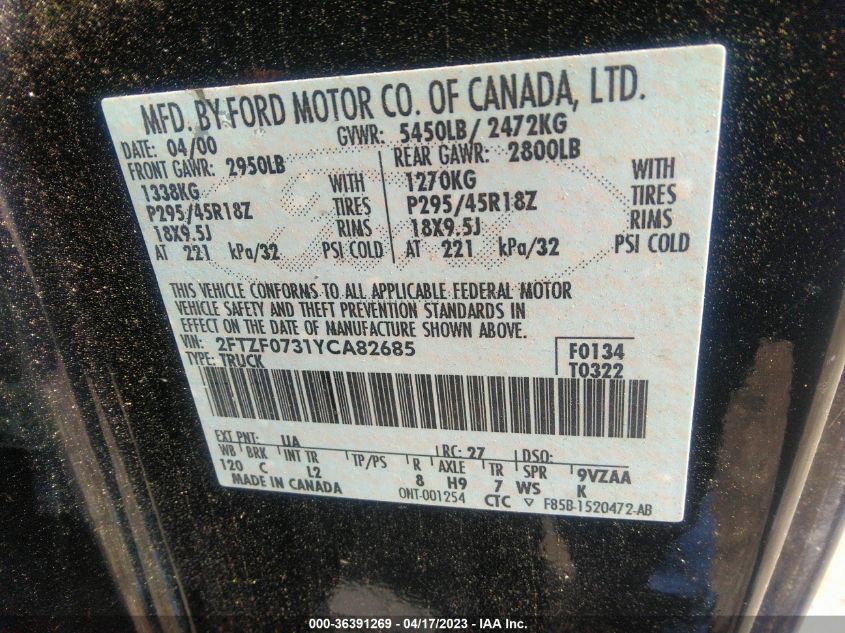 MFD. BY FORD MOTOR CO. OF CANADA, LTD.
DATE: 04/00 GVWR: 5450LB/ 2472KG
FRONT GAWR: 2950LB REAR GAWR: 2800LB
1338KG WITH 1270KG WITH
P295/45R18Z TIRES P295/45R18Z TIRES
18X9.5J RIMS 18X9.5J RIMS
AT 221 kPa/32 PSI COLD AT 221 kPa/32 PSI COLD
THIS VEHICLE CONFORMS TO ALL APPLICABLE FEDERAL MOTOR
VEHICLE SAFETY AND THEFT PREVENTION STANDARDS IN
EFFECT ON THE DATE OF MANUFACTURE SHOWN ABOVE.
VIN: 2FTZF0731YCA82685 F0134
TYPE: TRUCK T0322
EXT PNT: UA RC: 27 DSO:
WB BRK INT TR TP/PS R AXLE TR SPR 9VZAA
120 C L2 8 H9 7 WS K
MADE IN CANADA ONT-001254 CTC ▽ F85B-1520472-AB
000-36391269 - 04/17/2023 - IAA Inc.